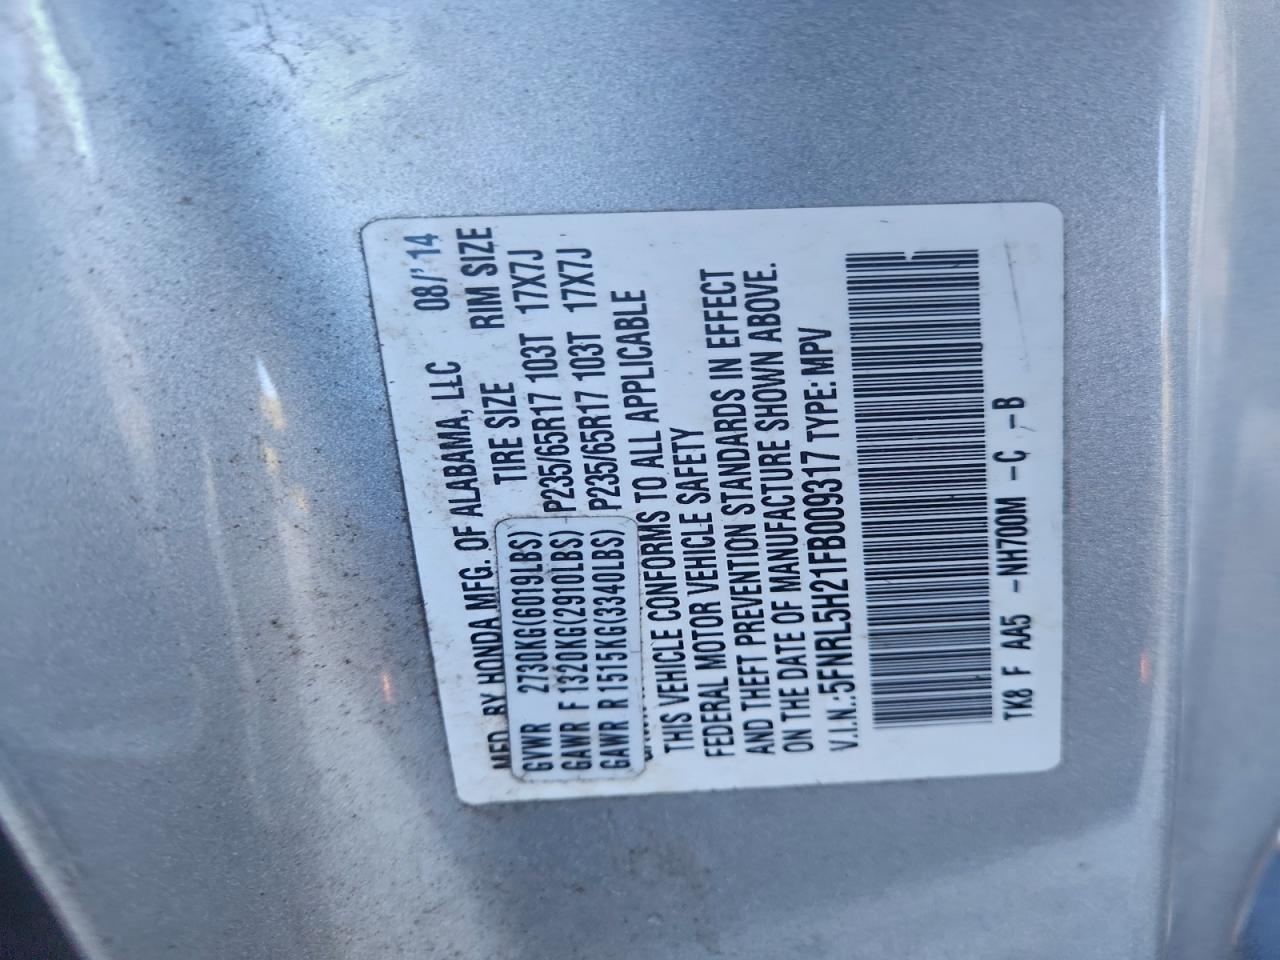 MFD. BY HONDA MFG. OF ALABAMA, LLC 08/'14
TIRE SIZE RIM SIZE
GVWR 2730KG(6019LBS)
GAWR F 1320KG(2910LBS) P235/65R17 103T 17X7J
GAWR R 1515KG(3340LBS) P235/65R17 103T 17X7J
THIS VEHICLE CONFORMS TO ALL APPLICABLE
FEDERAL MOTOR VEHICLE SAFETY
AND THEFT PREVENTION STANDARDS IN EFFECT
ON THE DATE OF MANUFACTURE SHOWN ABOVE.
V.I.N.:5FNRL5H21FB009317 TYPE: MPV
TK8 F AA5 -NH700M -C -B